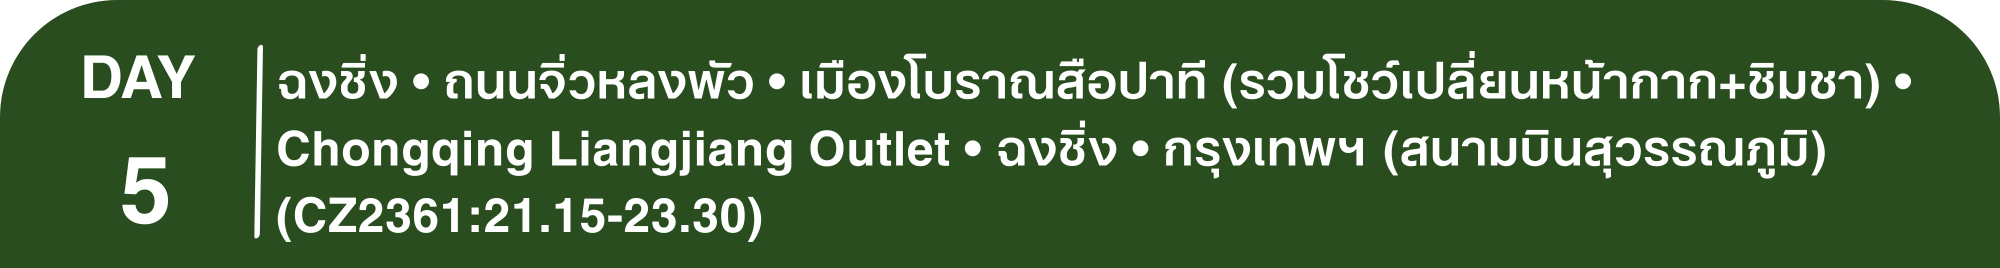 DAY
5
ฉงชิ่ง • ถนนจิ่วหลงพัว • เมืองโบราณสือปาที (รวมโชว์เปลี่ยนหน้ากาก+ชิมชา) •
Chongqing Liangjiang Outlet • ฉงชิ่ง • กรุงเทพฯ (สนามบินสุวรรณภูมิ)
(CZ2361:21.15-23.30)